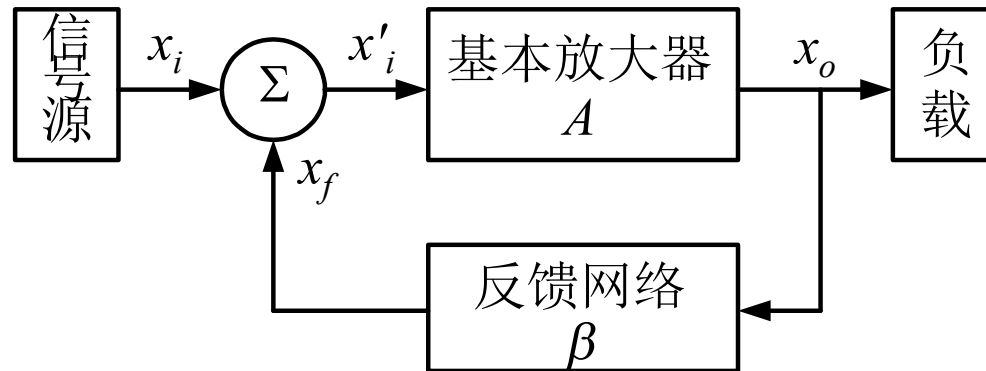 信号源
x_i
Σ
x'_i
基本放大器
A
x_o
负载
x_f
反馈网络
β